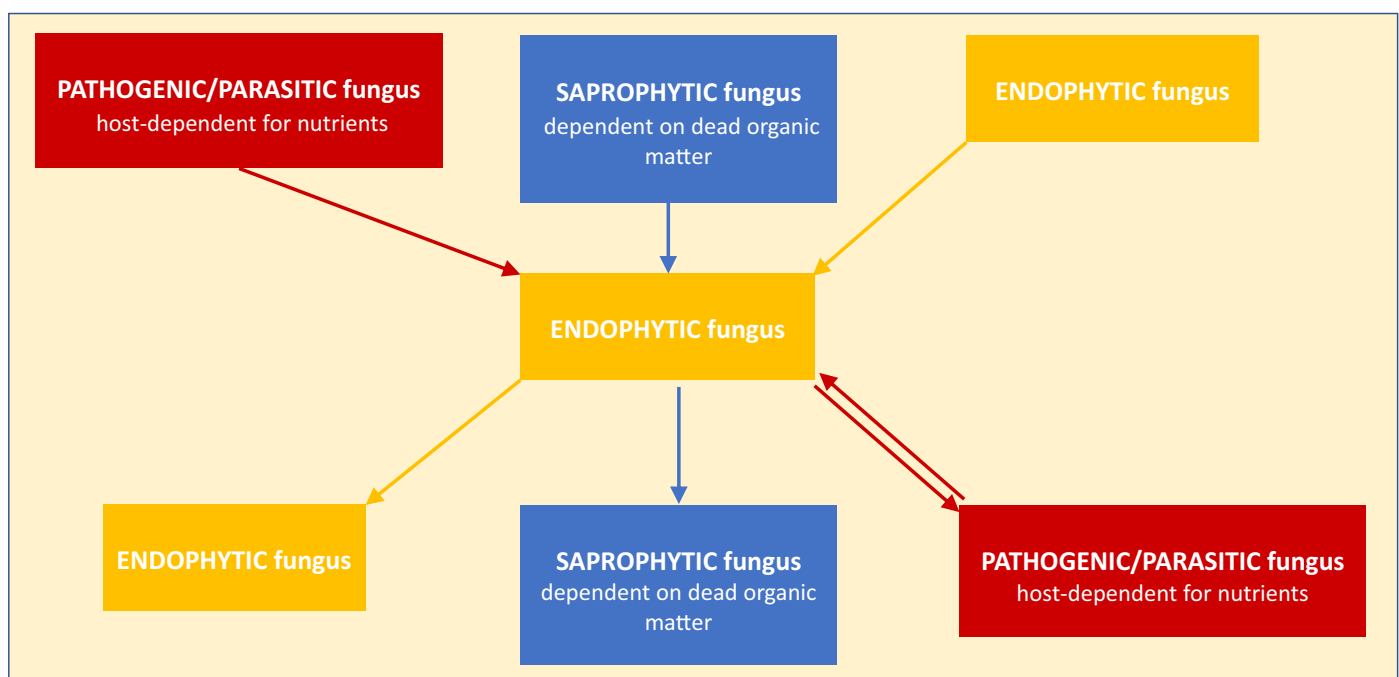 PATHOGENIC/PARASITIC fungus
host-dependent for nutrients
SAPROPHYTIC fungus
dependent on dead organic
matter
ENDOPHYTIC fungus
ENDOPHYTIC fungus
ENDOPHYTIC fungus
SAPROPHYTIC fungus
dependent on dead organic
matter
PATHOGENIC/PARASITIC fungus
host-dependent for nutrients